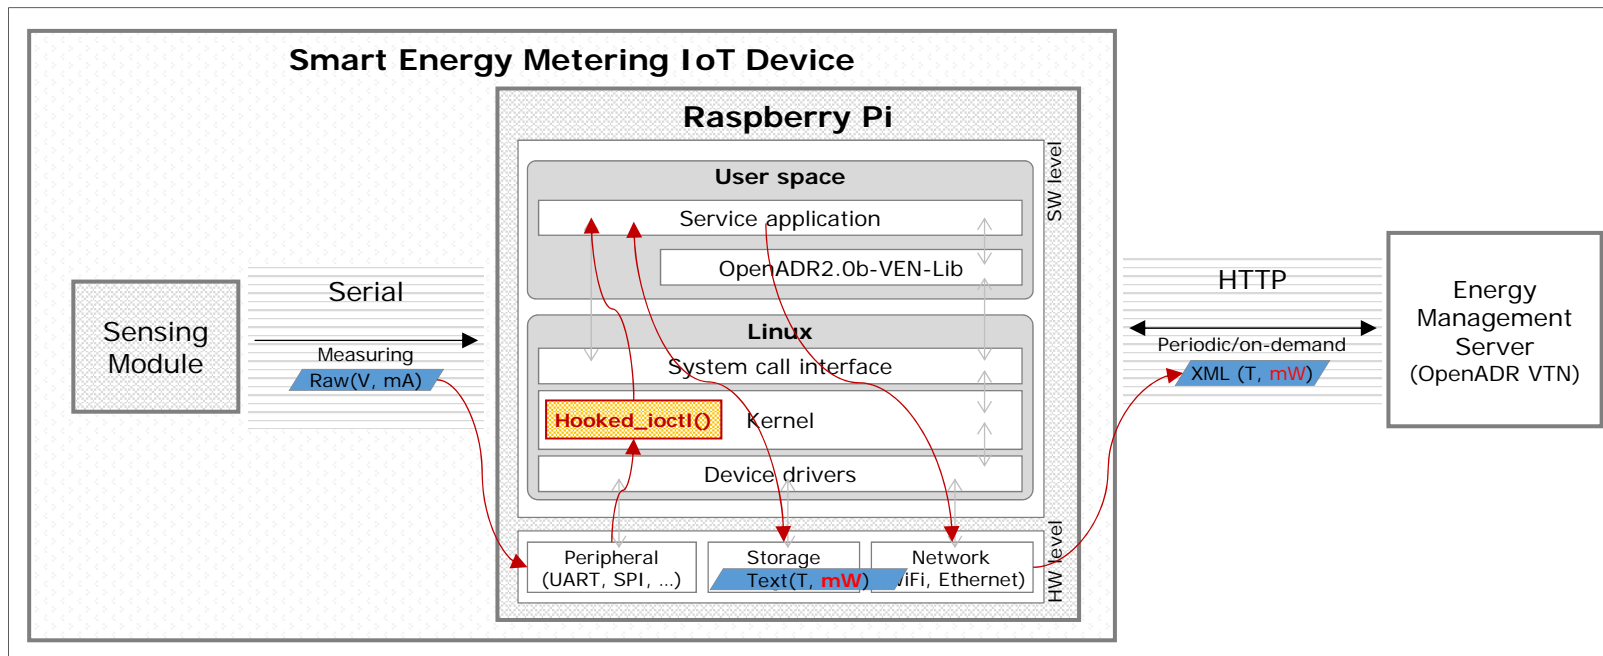 Smart Energy Metering IoT Device
Raspberry Pi
SW level
User space
Service application
OpenADR2.0b-VEN-Lib
Serial
Sensing
Module
Measuring
Raw(V, mA)
Linux
System call interface
Hooked_ioctl()
Kernel
Device drivers
HW level
Peripheral
(UART, SPI, ...)
Storage
Text(T, mW)
Network
iFi, Ethernet)
HTTP
Periodic/on-demand
XML (T, mW)
Energy
Management
Server
(OpenADR VTN)